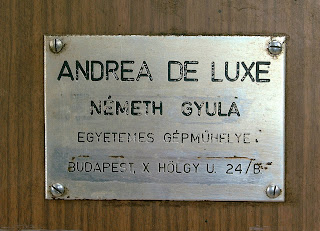 ANDREA DE LUXE
NÉMETH GYULA
EGYETEMES GÉPMŰHELYE
BUDAPEST, X. HÖLGY U. 24/B